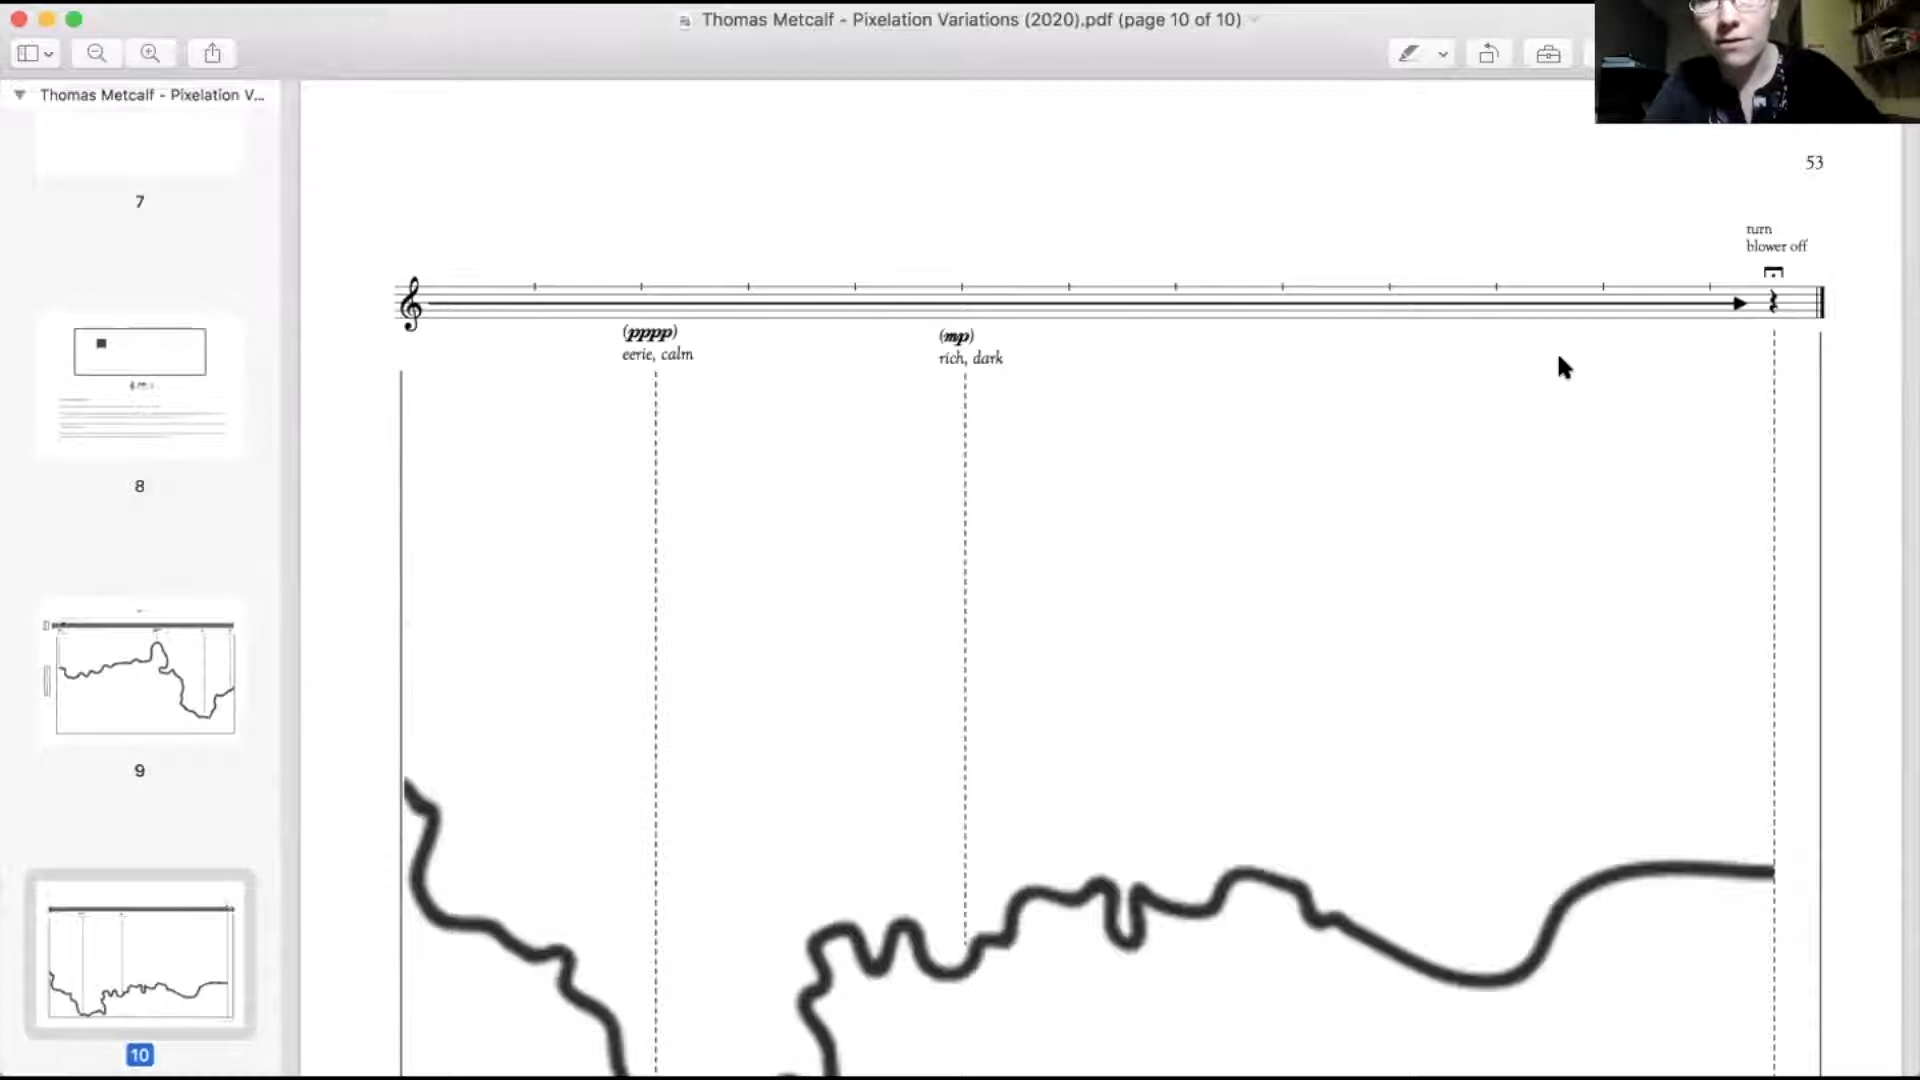 Thomas Metcalf - Pixelation Variations (2020).pdf (page 10 of 10)
Thomas Metcalf - Pixelation V...
7
8
9
10
53
turn
blower off
(pppp)
eerie, calm
(mp)
rich, dark